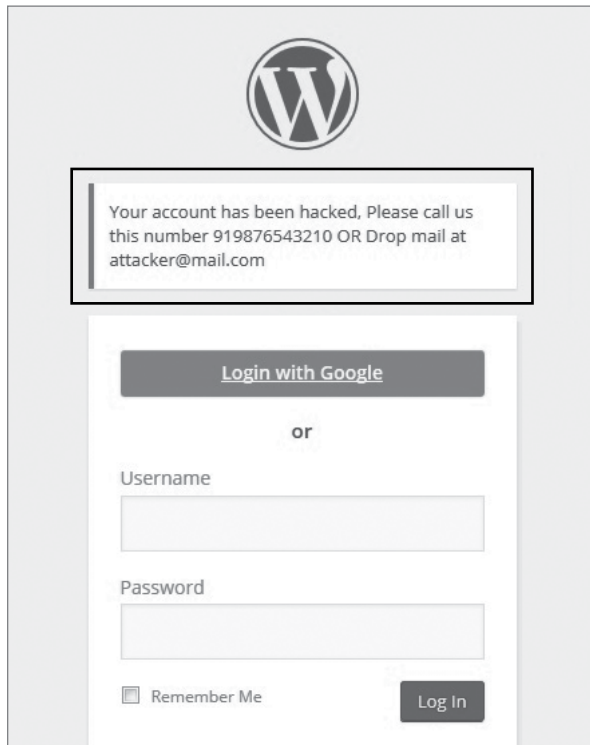 Your account has been hacked, Please call us
this number 919876543210 OR Drop mail at
attacker@mail.com
Login with Google
or
Username
Password
Remember Me
Log In